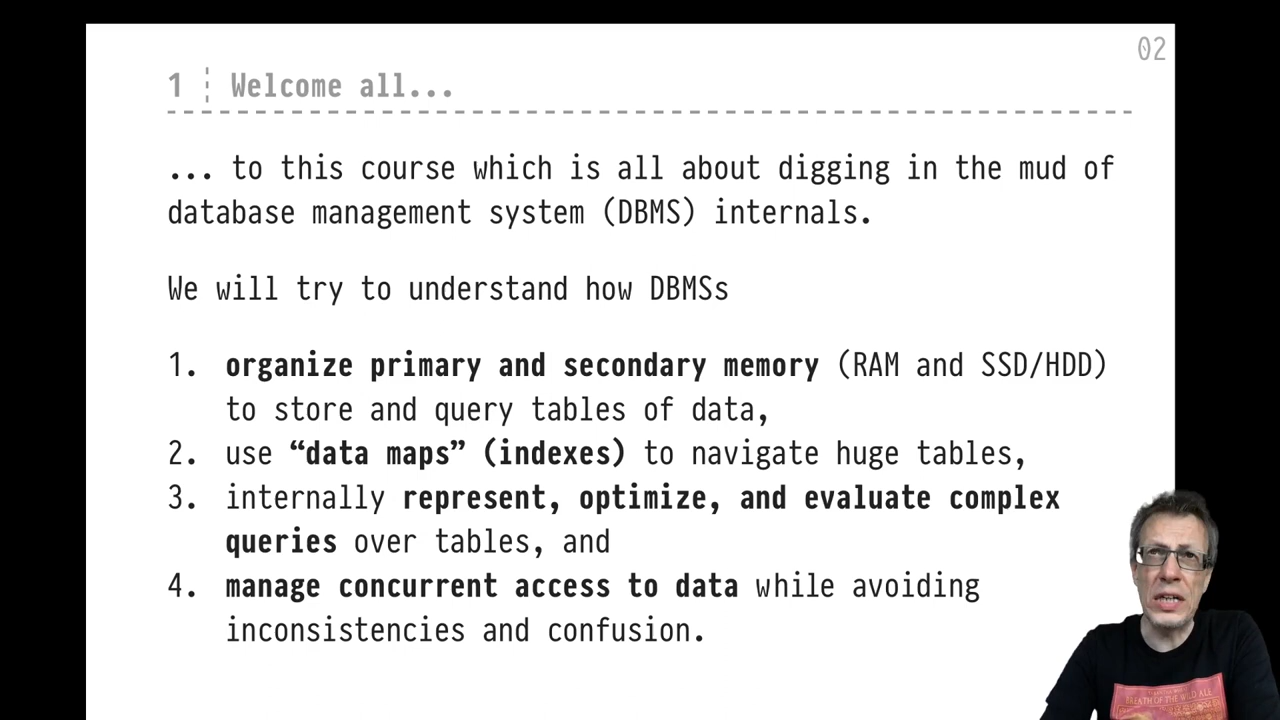 02
1 Welcome all...
... to this course which is all about digging in the mud of
database management system (DBMS) internals.
We will try to understand how DBMSs
1. organize primary and secondary memory (RAM and SSD/HDD)
to store and query tables of data,
2. use “data maps” (indexes) to navigate huge tables,
3. internally represent, optimize, and evaluate complex
queries over tables, and
4. manage concurrent access to data while avoiding
inconsistencies and confusion.
BREATH OF THE WILD ALE